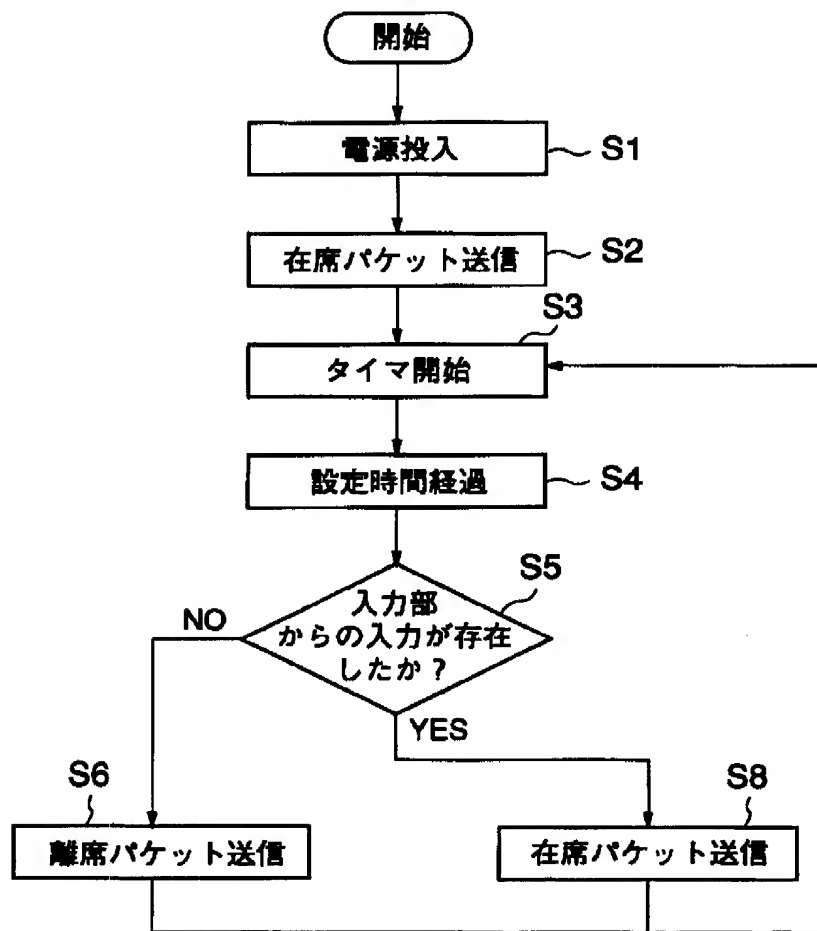 開始
電源投入
S1
在席パケット送信
S2
S3
タイマ開始
設定時間経過
S4
S5
入力部
からの入力が存在
したか？
NO
YES
S6
離席パケット送信
S8
在席パケット送信